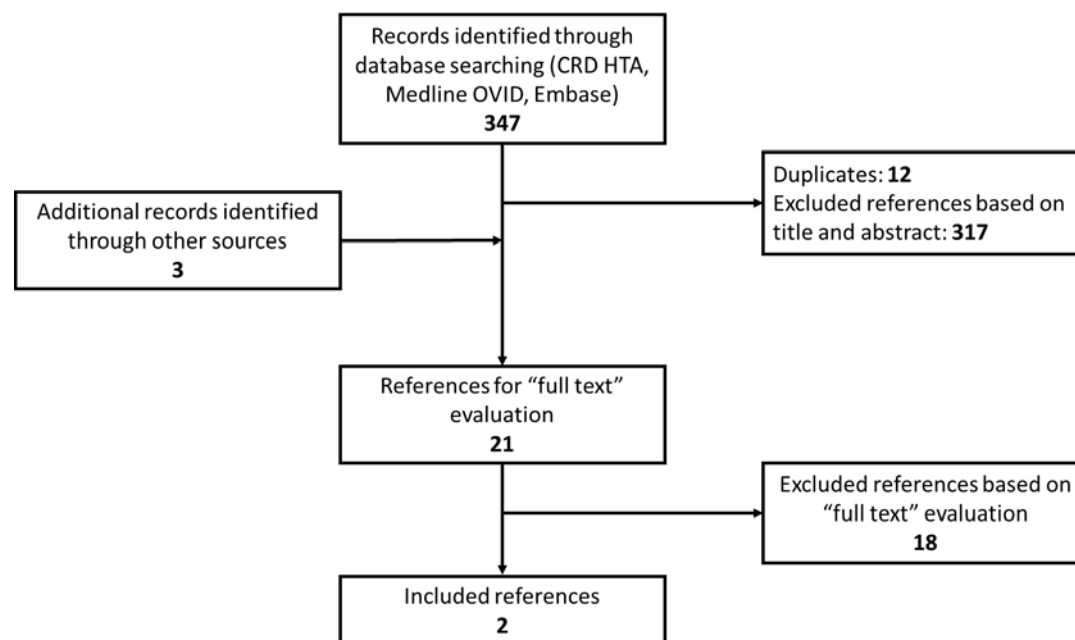 Records identified through
database searching (CRD HTA,
Medline OVID, Embase)
347
Duplicates: 12
Excluded references based on
title and abstract: 317
Additional records identified
through other sources
3
References for “full text”
evaluation
21
Excluded references based on
“full text” evaluation
18
Included references
2